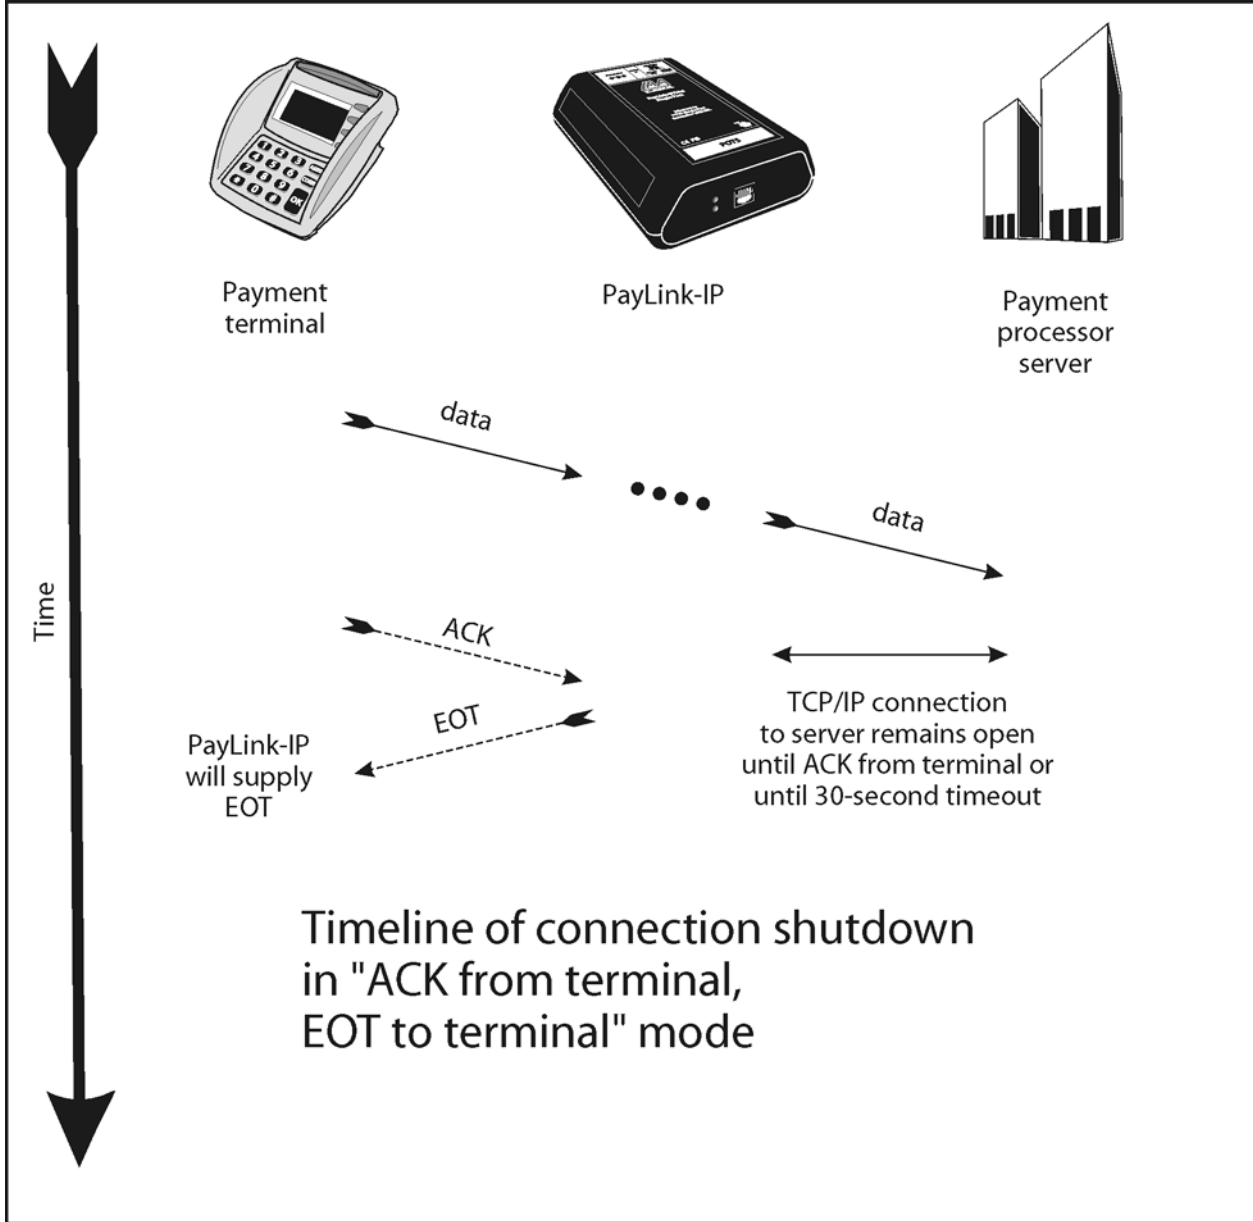 POTS
OK
Payment
terminal
PayLink-IP
Payment
processor
server
data
data
Time
ACK
EOT
PayLink-IP
will supply
EOT
TCP/IP connection
to server remains open
until ACK from terminal or
until 30-second timeout
Timeline of connection shutdown
in "ACK from terminal,
EOT to terminal" mode